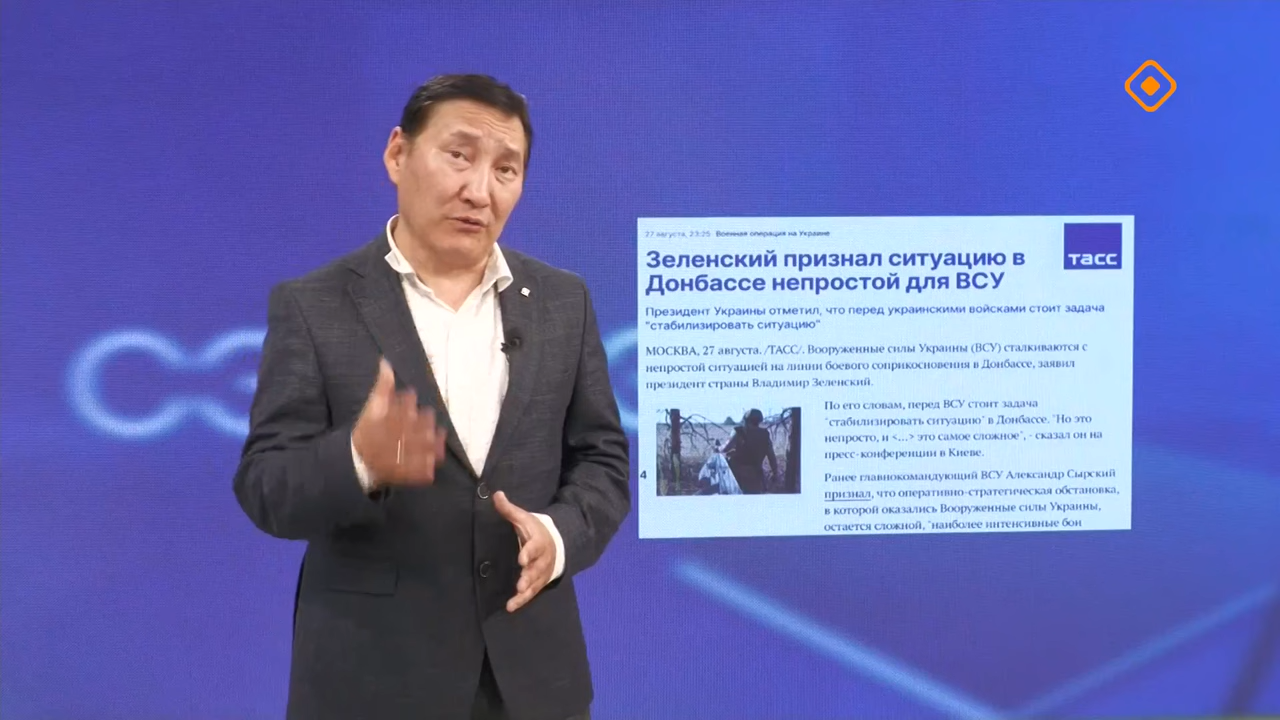 27 августа, 23:25 Военная операция на Украине
Зеленский признал ситуацию в
Донбассе непростой для ВСУ
тасс
Президент Украины отметил, что перед украинскими войсками стоит задача
"стабилизировать ситуацию"
МОСКВА, 27 августа. /ТАСС/. Вооруженные силы Украины (ВСУ) сталкиваются с
непростой ситуацией на линии боевого соприкосновения в Донбассе, заявил
президент страны Владимир Зеленский.
По его словам, перед ВСУ стоит задача
"стабилизировать ситуацию" в Донбассе. "Но это
непросто, и <...> это самое сложное", - сказал он на
пресс-конференции в Киеве.
4
Ранее главнокомандующий ВСУ Александр Сырский
признал, что оперативно-стратегическая обстановка,
в которой оказались Вооруженные силы Украины,
остается сложной, "наиболее интенсивные бои